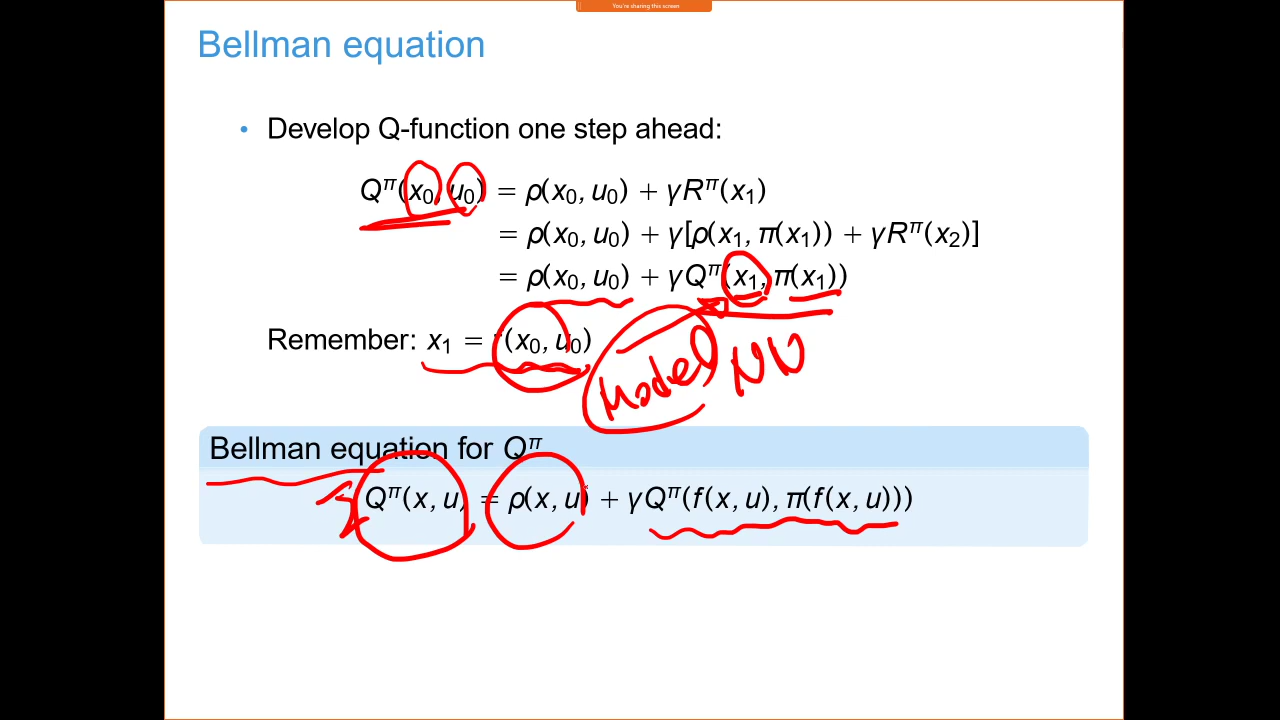 You're sharing this screen
Bellman equation
• Develop Q-function one step ahead:
Qπ(x0, u0) = ρ(x0, u0) + γRπ(x1)
= ρ(x0, u0) + γ[ρ(x1, π(x1)) + γRπ(x2)]
= ρ(x0, u0) + γQπ(x1, π(x1))
Remember: x1 = f(x0, u0)
Model NN
Bellman equation for Qπ
Qπ(x, u) = ρ(x, u) + γQπ(f(x, u), π(f(x, u)))